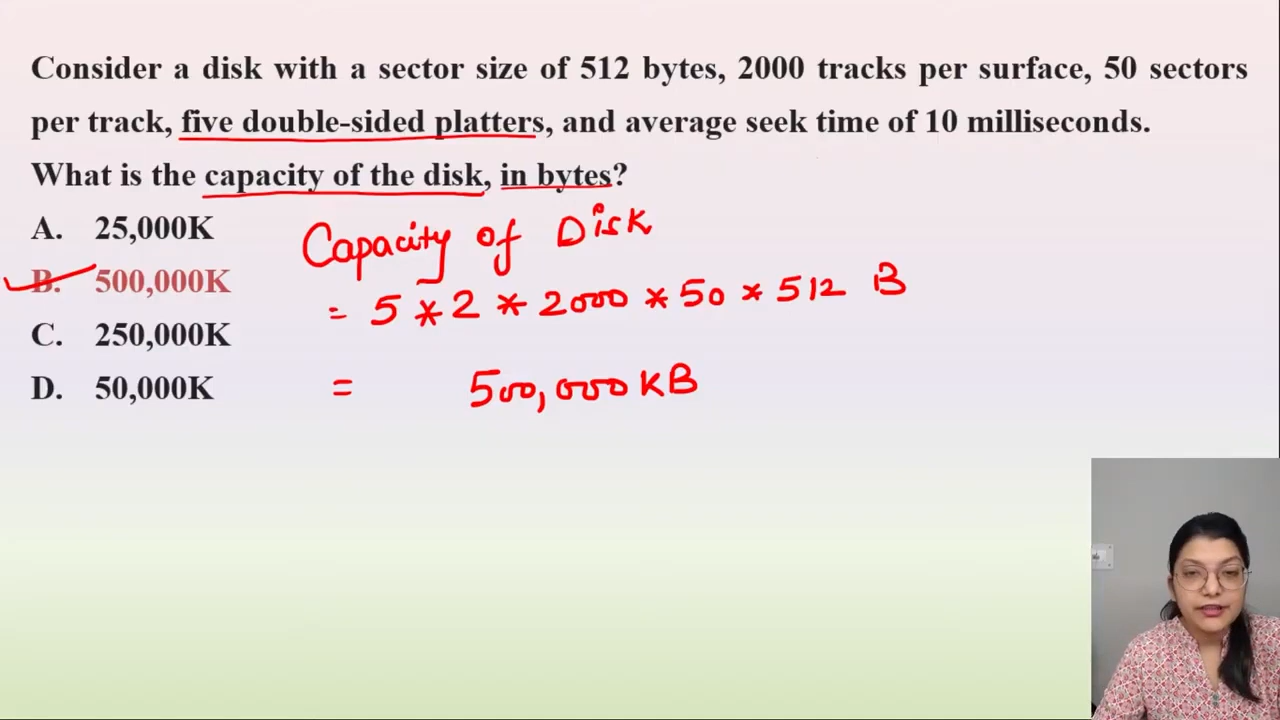 Consider a disk with a sector size of 512 bytes, 2000 tracks per surface, 50 sectors
per track, five double-sided platters, and average seek time of 10 milliseconds.
What is the capacity of the disk, in bytes?
A. 25,000K
B. 500,000K
C. 250,000K
D. 50,000K
Capacity of Disk
= 5 * 2 * 2000 * 50 * 512 B
= 500,000 KB